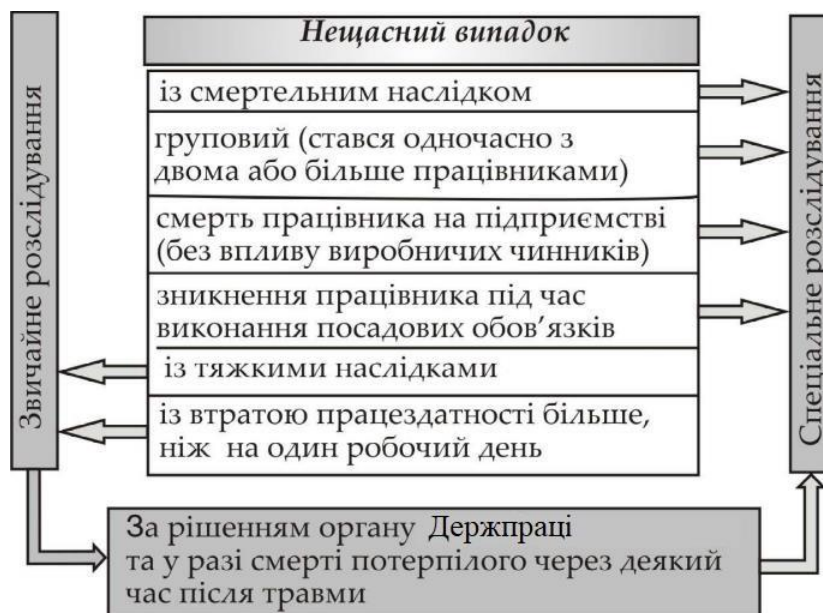 Нещасний випадок
Звичайне розслідування
із смертельним наслідком
груповий (стався одночасно з
двома або більше працівниками)
смерть працівника на підприємстві
(без впливу виробничих чинників)
зникнення працівника під час
виконання посадових обов’язків
із тяжкими наслідками
із втратою працездатності більше,
ніж на один робочий день
Спеціальне розслідування
За рішенням органу Держпраці
та у разі смерті потерпілого через деякий
час після травми